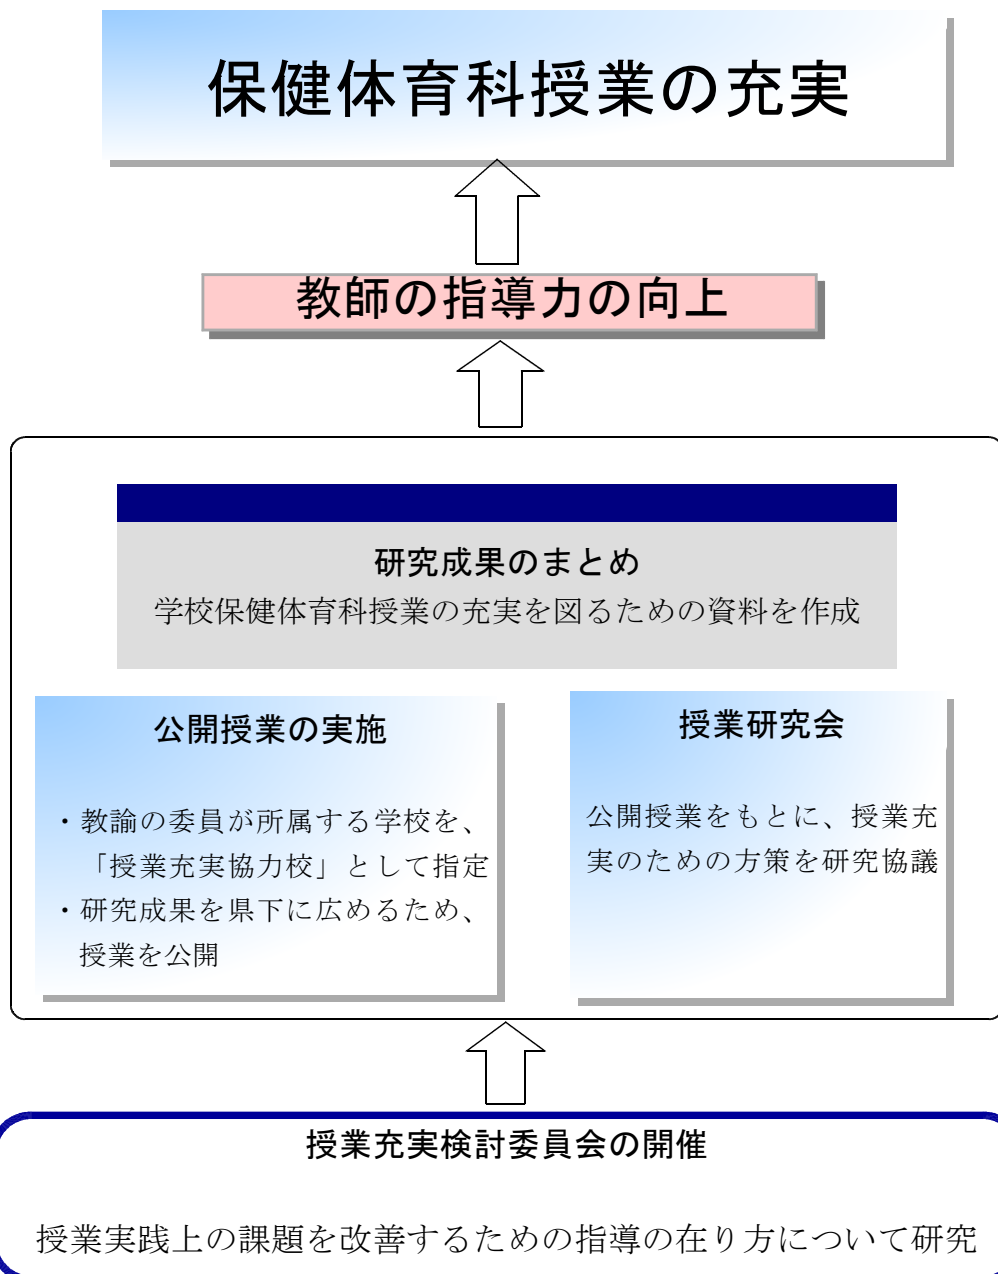 保健体育科授業の充実
教師の指導力の向上
研究成果のまとめ
学校保健体育科授業の充実を図るための資料を作成
公開授業の実施
・教諭の委員が所属する学校を、
「授業充実協力校」として指定
・研究成果を県下に広めるため、
授業を公開
授業研究会
公開授業をもとに、授業充
実のための方策を研究協議
授業充実検討委員会の開催
授業実践上の課題を改善するための指導の在り方について研究